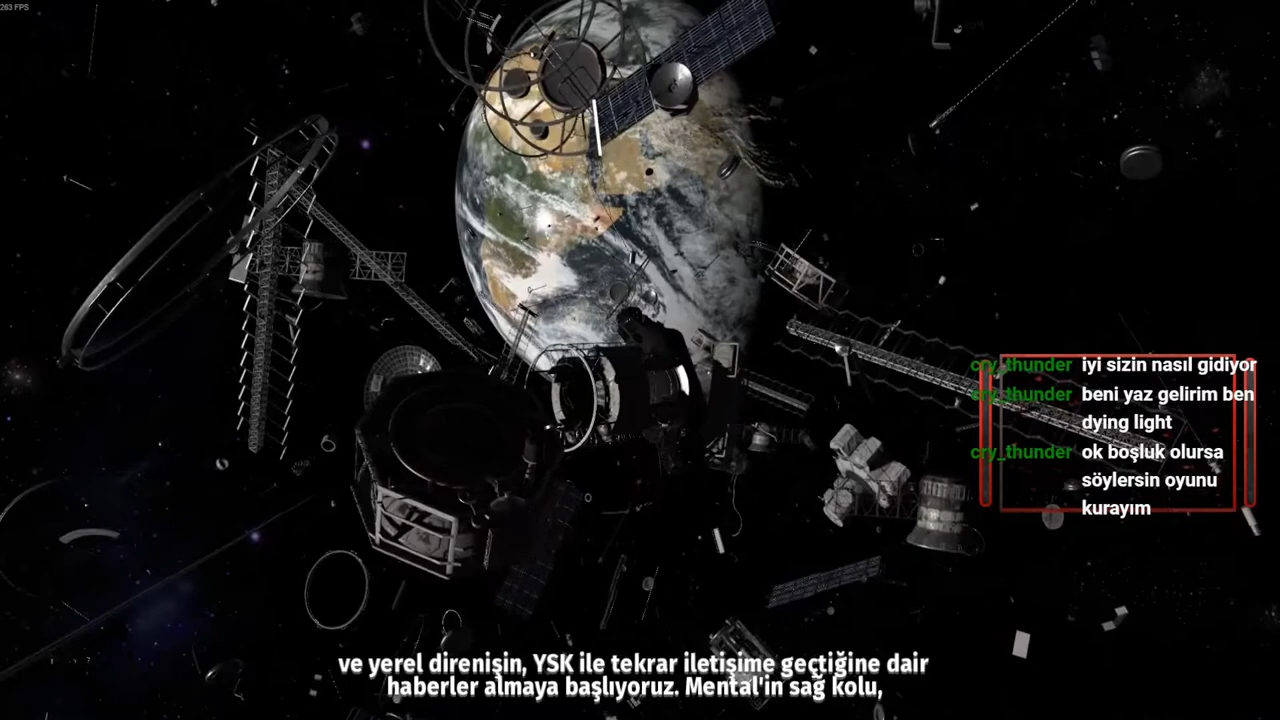 263 FPS
cry_thunder iyi sizin nasıl gidiyor
cry_thunder beni yaz gelirim ben
dying light
cry_thunder ok boşluk olursa
söylersin oyunu
kurayım
ve yerel direnişin, YSK ile tekrar iletişime geçtiğine dair
haberler almaya başlıyoruz. Mental'in sağ kolu,